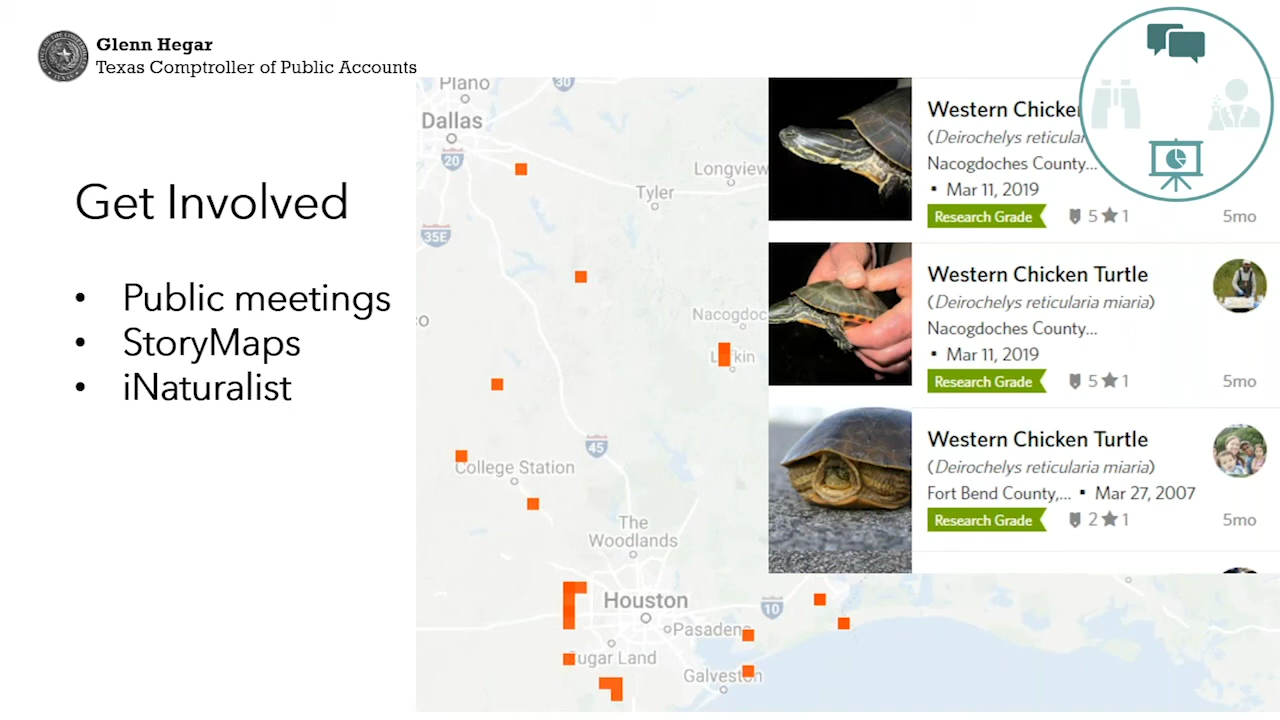 Glenn Hegar
Texas Comptroller of Public Accounts
Get Involved
• Public meetings
• StoryMaps
• iNaturalist
Plano
30
Dallas
20
Longview
Tyler
35E
Nacogdoc
Lufkin
45
College Station
The
Woodlands
Houston
10
Pasadena
Sugar Land
Galveston
Western Chicke
(Deirochelys reticular
Nacogdoches County...
▪ Mar 11, 2019
Research Grade 5 1 5mo
Western Chicken Turtle
(Deirochelys reticularia miaria)
Nacogdoches County...
▪ Mar 11, 2019
Research Grade 5 1 5mo
Western Chicken Turtle
(Deirochelys reticularia miaria)
Fort Bend County,... ▪ Mar 27, 2007
Research Grade 2 1 5mo